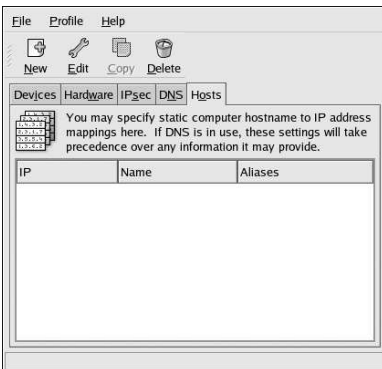 File Profile Help
New Edit Copy Delete
Devices Hardware IPsec DNS Hosts
You may specify static computer hostname to IP address
mappings here. If DNS is in use, these settings will take
precedence over any information it may provide.
IP Name Aliases